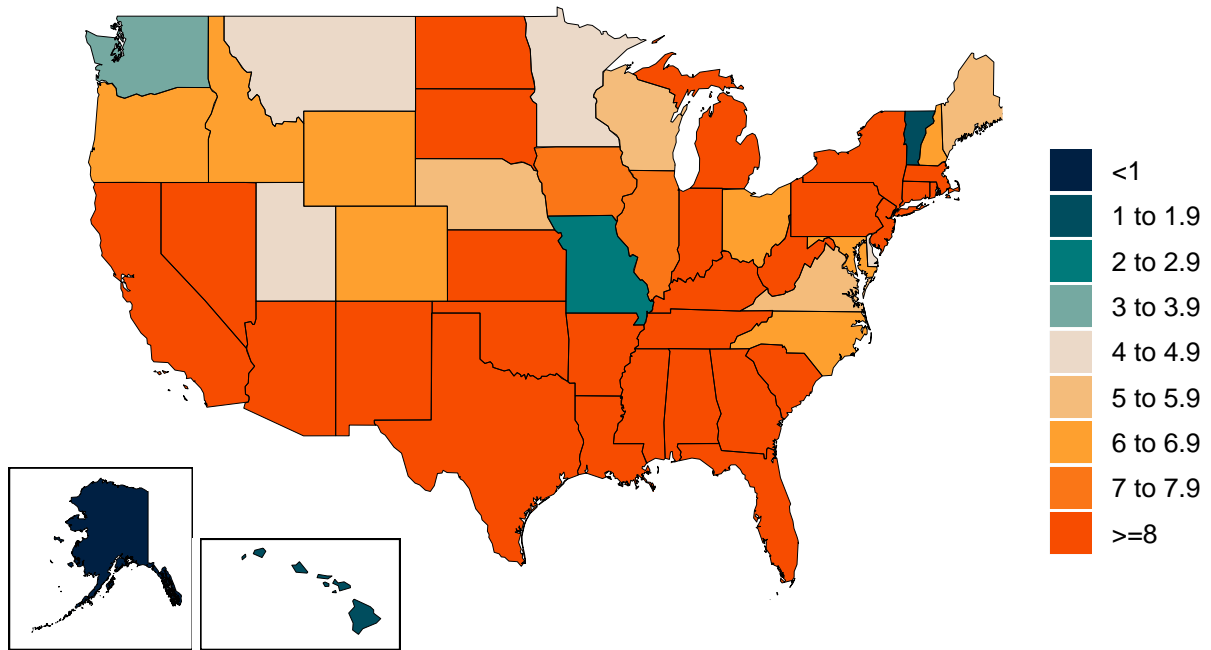 <1
1 to 1.9
2 to 2.9
3 to 3.9
4 to 4.9
5 to 5.9
6 to 6.9
7 to 7.9
>=8